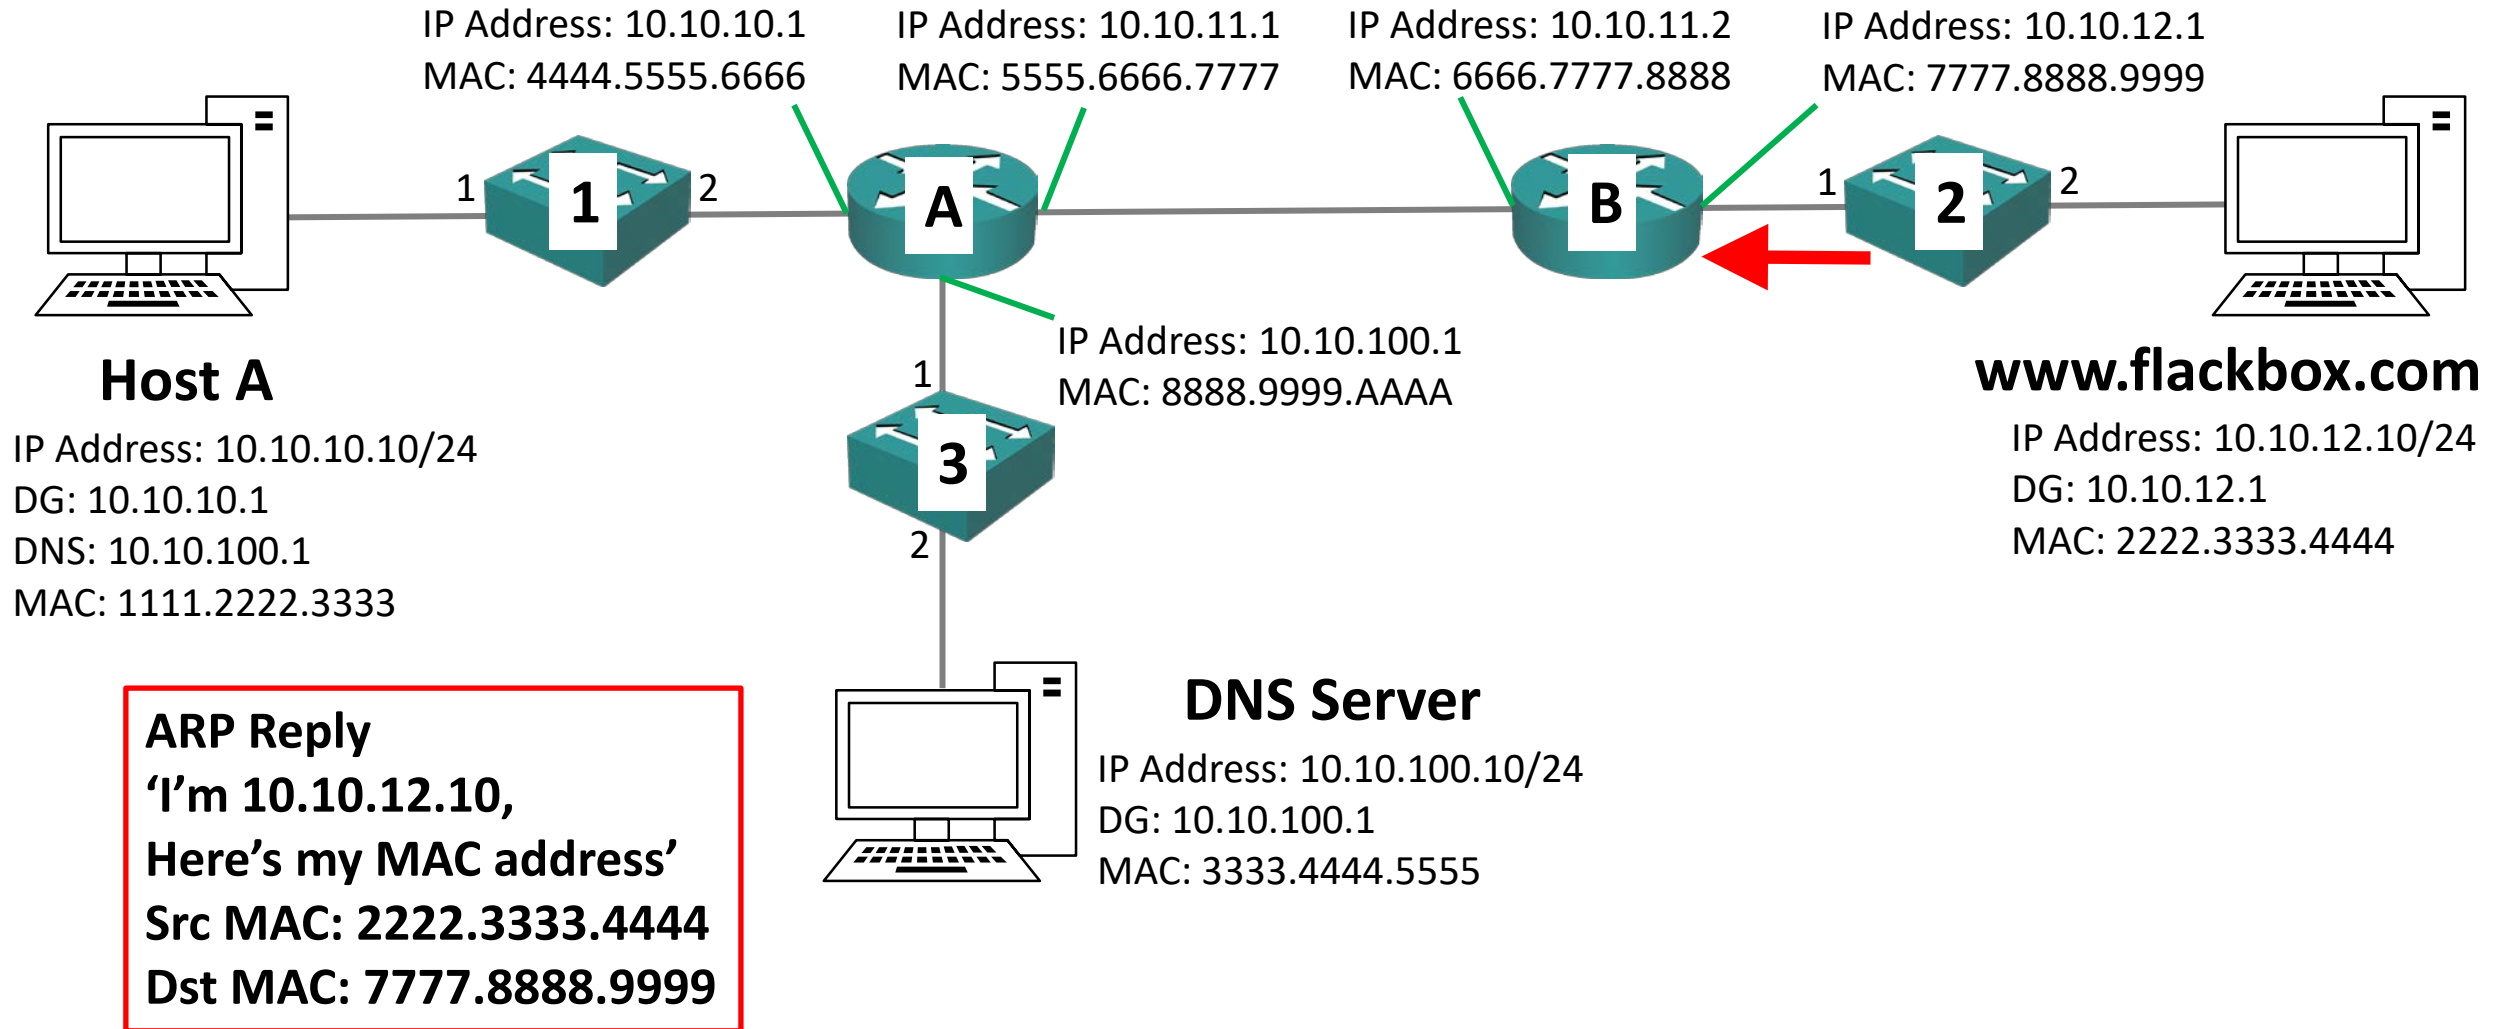 IP Address: 10.10.10.1
MAC: 4444.5555.6666
IP Address: 10.10.11.1
MAC: 5555.6666.7777
IP Address: 10.10.11.2
MAC: 6666.7777.8888
IP Address: 10.10.12.1
MAC: 7777.8888.9999
1
1
2
A
B
1
2
2
IP Address: 10.10.100.1
MAC: 8888.9999.AAAA
1
3
2
Host A
IP Address: 10.10.10.10/24
DG: 10.10.10.1
DNS: 10.10.100.1
MAC: 1111.2222.3333
www.flackbox.com
IP Address: 10.10.12.10/24
DG: 10.10.12.1
MAC: 2222.3333.4444
DNS Server
IP Address: 10.10.100.10/24
DG: 10.10.100.1
MAC: 3333.4444.5555
ARP Reply
‘I’m 10.10.12.10,
Here’s my MAC address’
Src MAC: 2222.3333.4444
Dst MAC: 7777.8888.9999